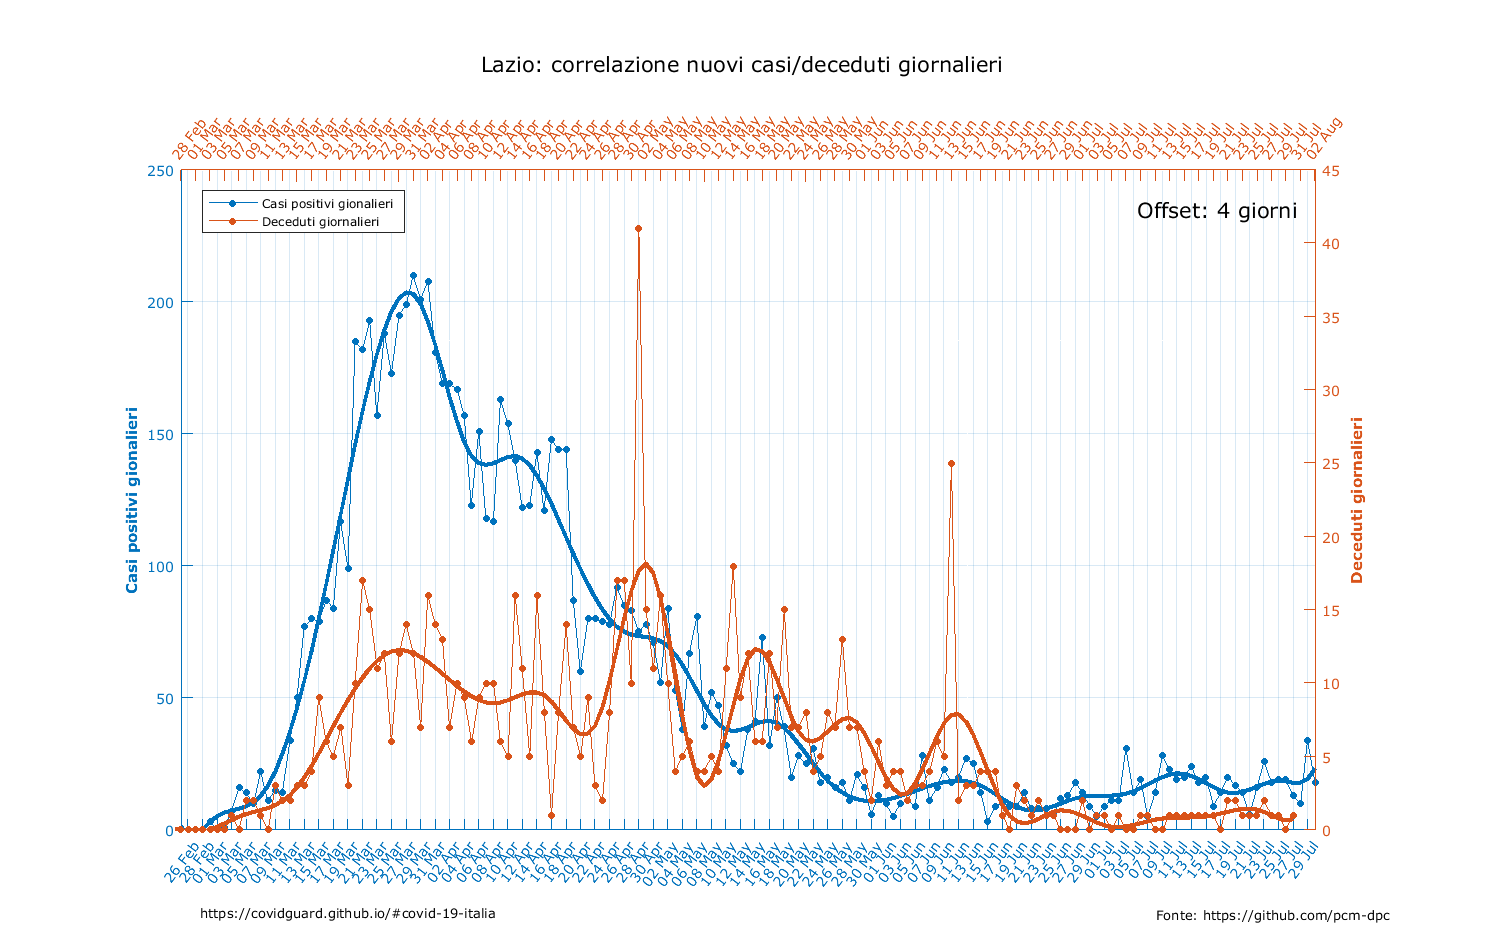 Lazio: correlazione nuovi casi/deceduti giornalieri
28 Feb
01 Mar
03 Mar
05 Mar
07 Mar
09 Mar
11 Mar
13 Mar
15 Mar
17 Mar
19 Mar
21 Mar
23 Mar
25 Mar
27 Mar
29 Mar
31 Mar
02 Apr
04 Apr
06 Apr
08 Apr
10 Apr
12 Apr
14 Apr
16 Apr
18 Apr
20 Apr
22 Apr
24 Apr
26 Apr
28 Apr
30 Apr
02 May
04 May
06 May
08 May
10 May
12 May
14 May
16 May
18 May
20 May
22 May
24 May
26 May
28 May
30 May
01 Jun
03 Jun
05 Jun
07 Jun
09 Jun
11 Jun
13 Jun
15 Jun
17 Jun
19 Jun
21 Jun
23 Jun
25 Jun
27 Jun
29 Jun
01 Jul
03 Jul
05 Jul
07 Jul
09 Jul
11 Jul
13 Jul
15 Jul
17 Jul
19 Jul
21 Jul
23 Jul
25 Jul
27 Jul
29 Jul
31 Jul
02 Aug
Casi positivi gionalieri
Deceduti giornalieri
Offset: 4 giorni
250
200
150
100
50
0
Casi positivi gionalieri
45
40
35
30
25
20
15
10
5
0
Deceduti giornalieri
26 Feb
28 Feb
01 Mar
03 Mar
05 Mar
07 Mar
09 Mar
11 Mar
13 Mar
15 Mar
17 Mar
19 Mar
21 Mar
23 Mar
25 Mar
27 Mar
29 Mar
31 Mar
02 Apr
04 Apr
06 Apr
08 Apr
10 Apr
12 Apr
14 Apr
16 Apr
18 Apr
20 Apr
22 Apr
24 Apr
26 Apr
28 Apr
30 Apr
02 May
04 May
06 May
08 May
10 May
12 May
14 May
16 May
18 May
20 May
22 May
24 May
26 May
28 May
30 May
01 Jun
03 Jun
05 Jun
07 Jun
09 Jun
11 Jun
13 Jun
15 Jun
17 Jun
19 Jun
21 Jun
23 Jun
25 Jun
27 Jun
29 Jun
01 Jul
03 Jul
05 Jul
07 Jul
09 Jul
11 Jul
13 Jul
15 Jul
17 Jul
19 Jul
21 Jul
23 Jul
25 Jul
27 Jul
29 Jul
https://covidguard.github.io/#covid-19-italia
Fonte: https://github.com/pcm-dpc